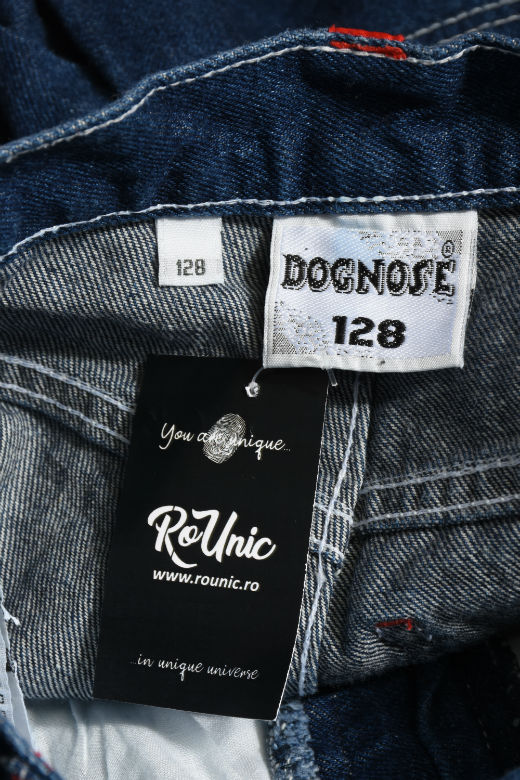 128
DOGNOSE®
128
You are unique...
RoUnic
www.rounic.ro
...in unique universe